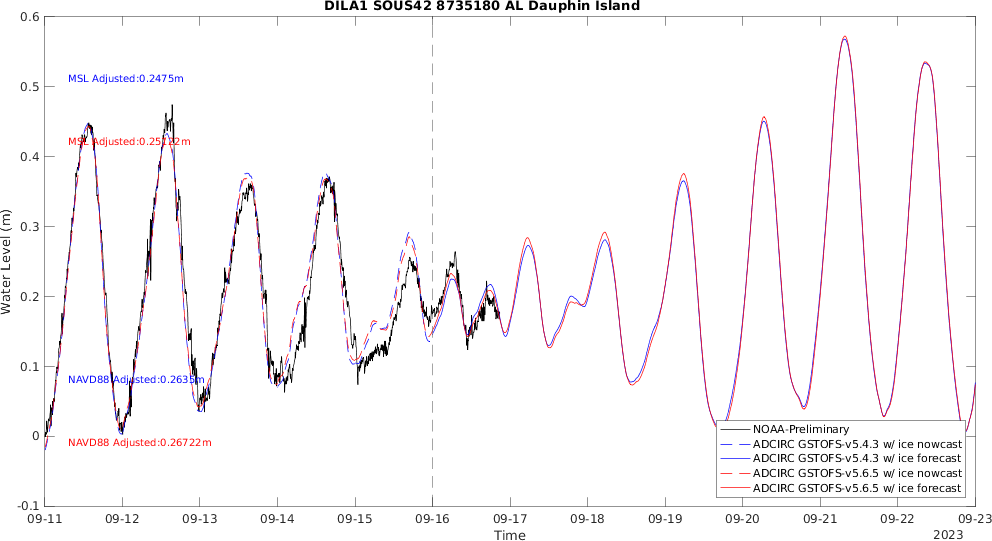 DILA1 SOUS42 8735180 AL Dauphin Island
0.6
0.5
0.4
0.3
0.2
0.1
0
-0.1
Water Level (m)
MSL Adjusted:0.2475m
MSL Adjusted:0.25122m
NAVD88 Adjusted:0.2635m
NAVD88 Adjusted:0.26722m
NOAA-Preliminary
ADCIRC GSTOFS-v5.4.3 w/ ice nowcast
ADCIRC GSTOFS-v5.4.3 w/ ice forecast
ADCIRC GSTOFS-v5.6.5 w/ ice nowcast
ADCIRC GSTOFS-v5.6.5 w/ ice forecast
09-11 09-12 09-13 09-14 09-15 09-16 09-17 09-18 09-19 09-20 09-21 09-22 09-23
Time
2023